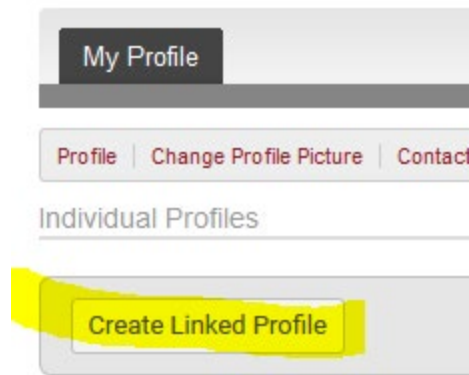 My Profile
Profile | Change Profile Picture | Contact
Individual Profiles
Create Linked Profile